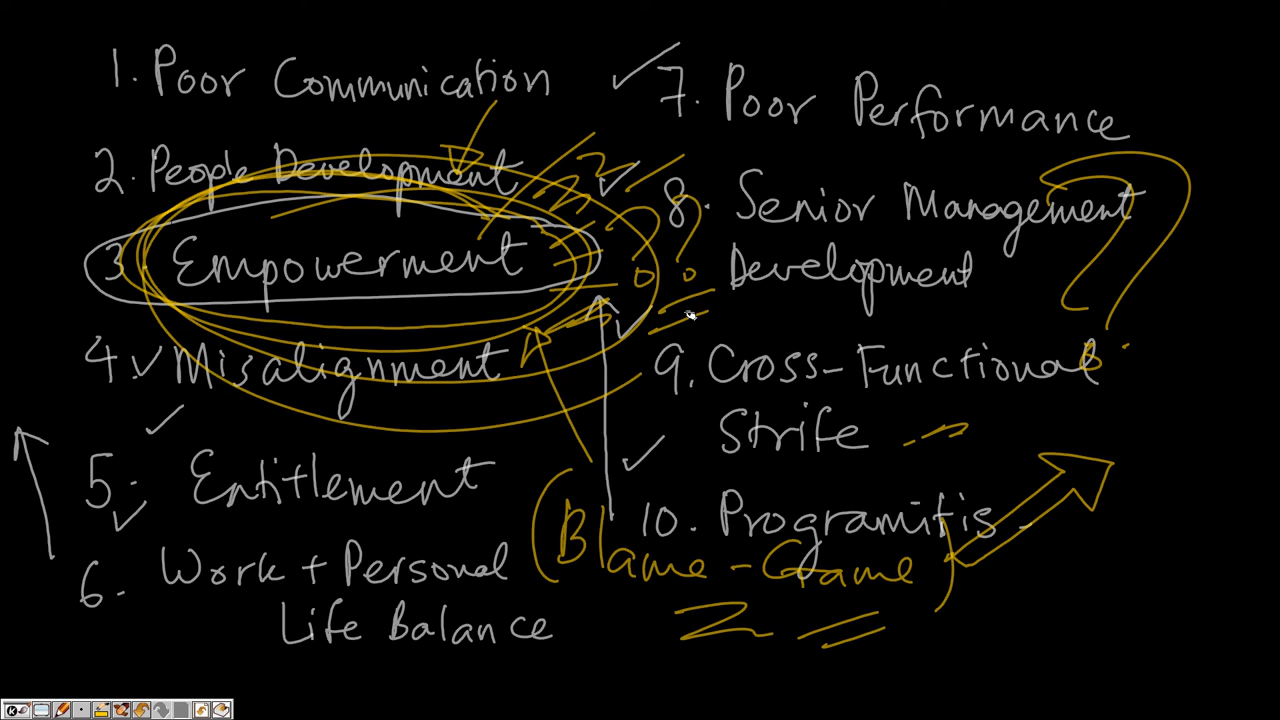 1. Poor Communication
2. People Development
3. Empowerment
4. Misalignment
5. Entitlement
6. Work + Personal
Life Balance
7. Poor Performance
8. Senior Management
Development
9. Cross-Functional
Strife
10. Programitis -
(Blame-Game)